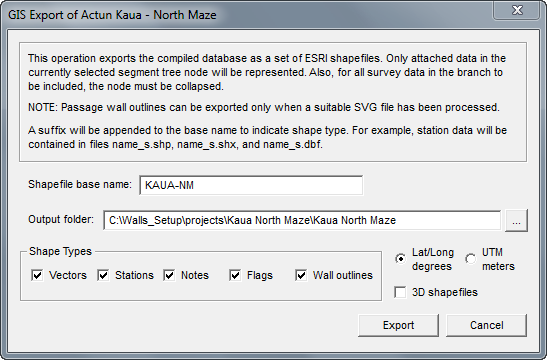 GIS Export of Actun Kaua - North Maze
This operation exports the compiled database as a set of ESRI shapefiles. Only attached data in the
currently selected segment tree node will be represented. Also, for all survey data in the branch to
be included, the node must be collapsed.
NOTE: Passage wall outlines can be exported only when a suitable SVG file has been processed.
A suffix will be appended to the base name to indicate shape type. For example, station data will be
contained in files name_s.shp, name_s.shx, and name_s.dbf.
Shapefile base name: KAUA-NM
Output folder: C:\Walls_Setup\projects\Kaua North Maze\Kaua North Maze ...
Shape Types
Vectors Stations Notes Flags Wall outlines
Lat/Long
degrees
UTM
meters
3D shapefiles
Export Cancel